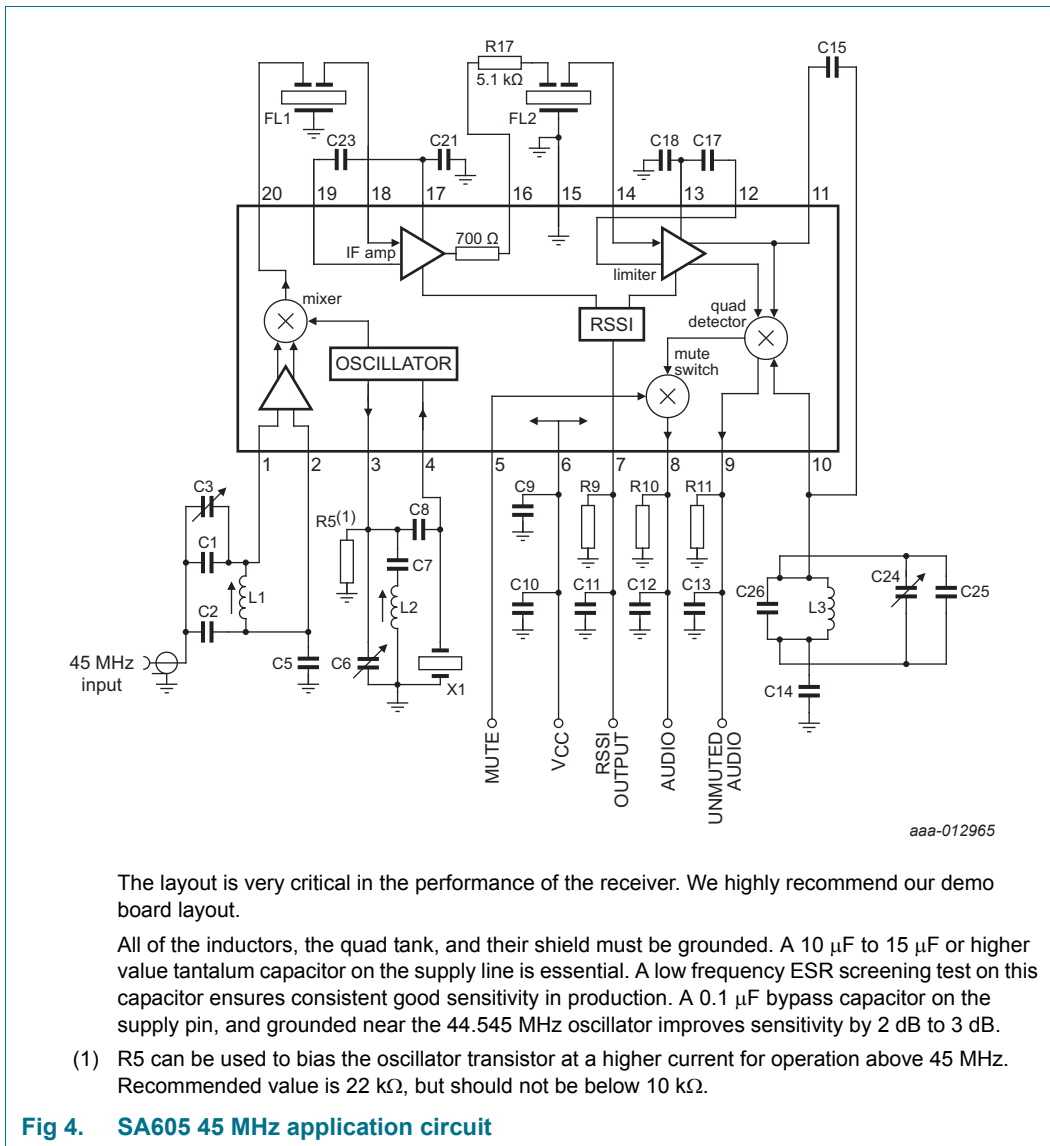 R17
C15
5.1 kΩ
FL1
FL2
C23
C21
C18
C17
20
19
18
17
16
15
14
13
12
11
700 Ω
IF amp
limiter
mixer
quad
detector
RSSI
OSCILLATOR
mute
switch
1
2
3
4
5
6
7
8
9
10
C3
R5(1)
C8
C9
R9
R10
R11
C1
C7
C24
L1
L2
C10
C11
C12
C13
C26
L3
C25
C2
45 MHz
input
C5
C6
X1
C14
MUTE
VCC
RSSI
OUTPUT
AUDIO
UNMUTED
AUDIO
aaa-012965
The layout is very critical in the performance of the receiver. We highly recommend our demo
board layout.
All of the inductors, the quad tank, and their shield must be grounded. A 10 μF to 15 μF or higher
value tantalum capacitor on the supply line is essential. A low frequency ESR screening test on this
capacitor ensures consistent good sensitivity in production. A 0.1 μF bypass capacitor on the
supply pin, and grounded near the 44.545 MHz oscillator improves sensitivity by 2 dB to 3 dB.
(1) R5 can be used to bias the oscillator transistor at a higher current for operation above 45 MHz.
Recommended value is 22 kΩ, but should not be below 10 kΩ.
Fig 4. SA605 45 MHz application circuit